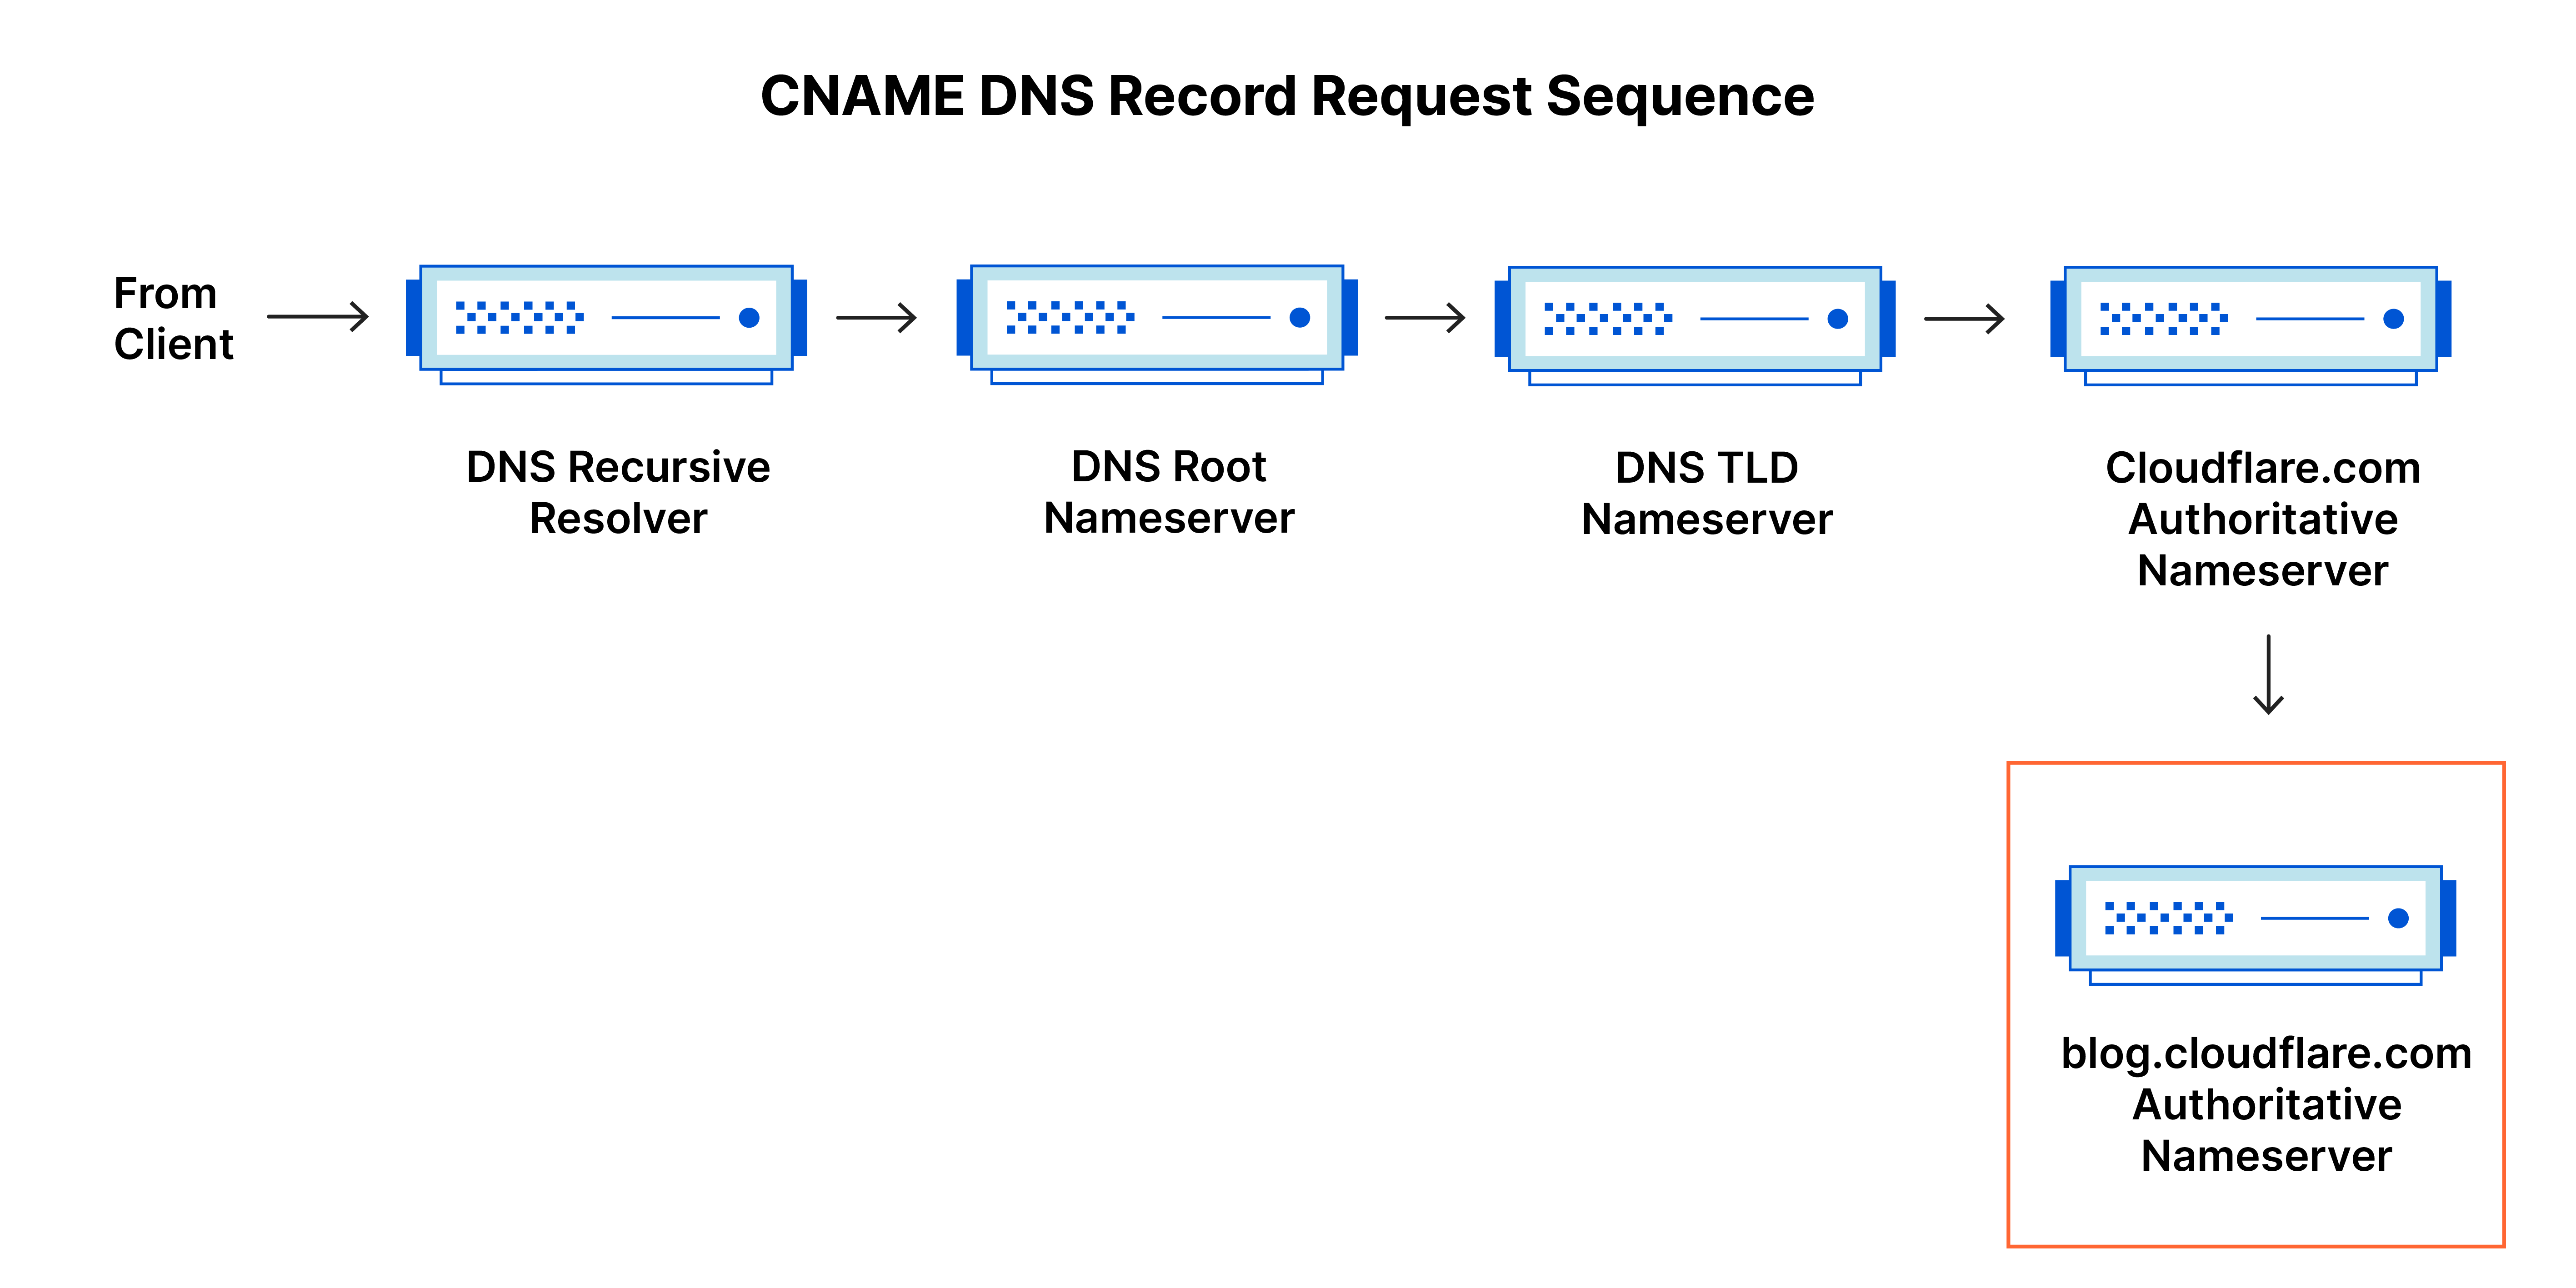 CNAME DNS Record Request Sequence
From
Client
DNS Recursive
Resolver
DNS Root
Nameserver
DNS TLD
Nameserver
Cloudflare.com
Authoritative
Nameserver
blog.cloudflare.com
Authoritative
Nameserver